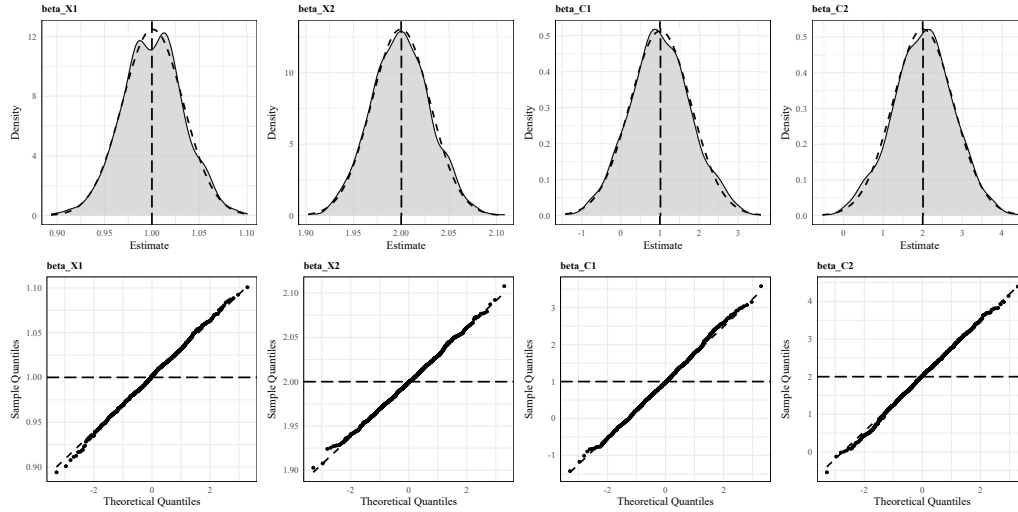 beta_X1
beta_X2
beta_C1
beta_C2
Density
12
8
4
0
0.90
0.95
1.00
1.05
1.10
Estimate
Density
10
5
0
1.90
1.95
2.00
2.05
2.10
Estimate
Density
0.5
0.4
0.3
0.2
0.1
0.0
-1
0
1
2
3
Estimate
Density
0.5
0.4
0.3
0.2
0.1
0.0
0
1
2
3
4
Estimate
beta_X1
beta_X2
beta_C1
beta_C2
Sample Quantiles
1.10
1.05
1.00
0.95
0.90
-2
0
2
Theoretical Quantiles
Sample Quantiles
2.10
2.05
2.00
1.95
1.90
-2
0
2
Theoretical Quantiles
Sample Quantiles
3
2
1
0
-1
-2
0
2
Theoretical Quantiles
Sample Quantiles
4
3
2
1
0
-2
0
2
Theoretical Quantiles